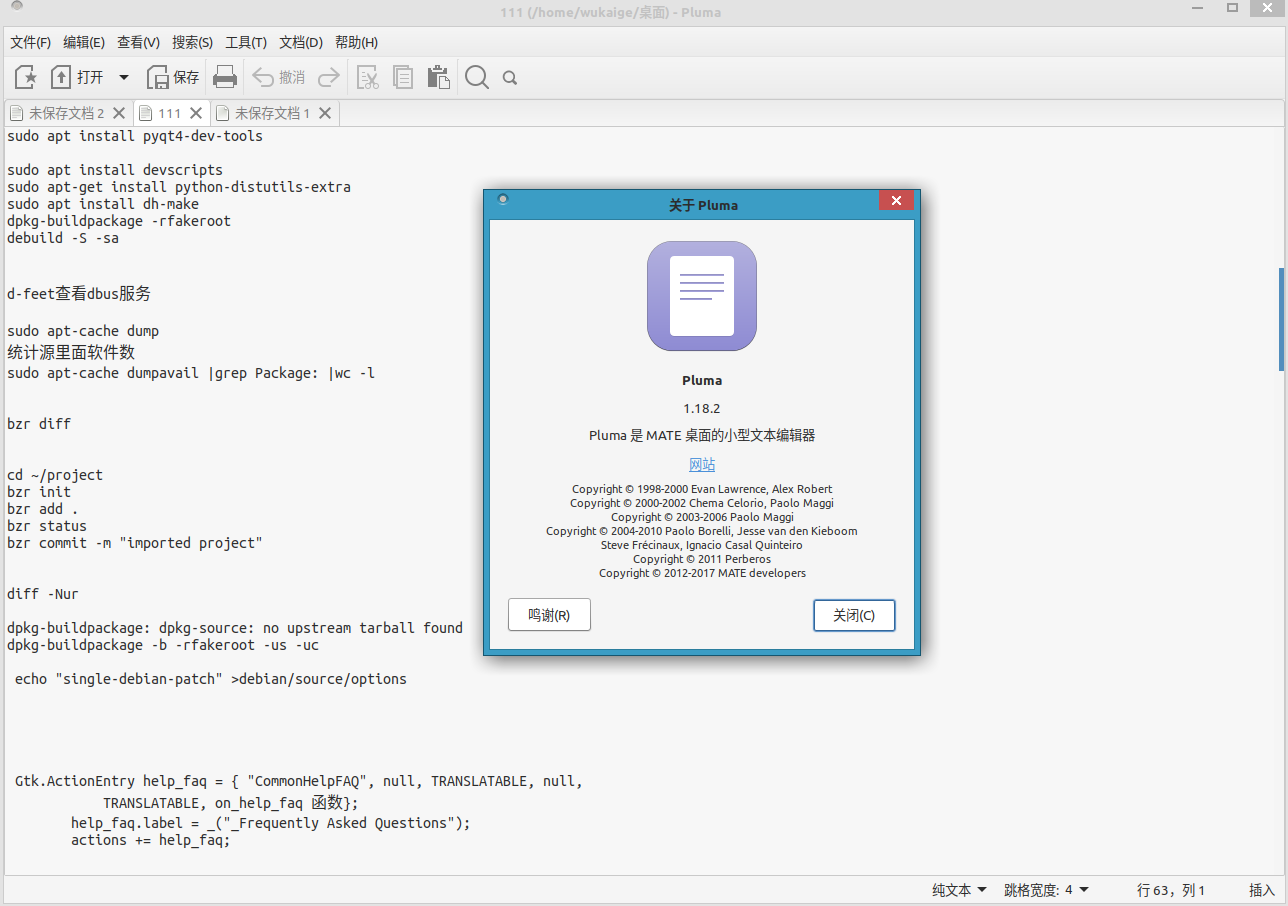 111 (/home/wukaige/桌面) - Pluma
文件(F) 编辑(E) 查看(V) 搜索(S) 工具(T) 文档(D) 帮助(H)
打开 保存 撤消
未保存文档 2 111 未保存文档 1
sudo apt install pyqt4-dev-tools
sudo apt install devscripts
sudo apt-get install python-distutils-extra
sudo apt install dh-make
dpkg-buildpackage -rfakeroot
debuild -S -sa
d-feet查看dbus服务
sudo apt-cache dump
统计源里面软件数
sudo apt-cache dumpavail |grep Package: |wc -l
bzr diff
cd ~/project
bzr init
bzr add .
bzr status
bzr commit -m "imported project"
diff -Nur
dpkg-buildpackage: dpkg-source: no upstream tarball found
dpkg-buildpackage -b -rfakeroot -us -uc
echo "single-debian-patch" >debian/source/options
Gtk.ActionEntry help_faq = { "CommonHelpFAQ", null, TRANSLATABLE, null,
TRANSLATABLE, on_help_faq 函数};
help_faq.label = _("_Frequently Asked Questions");
actions += help_faq;
关于 Pluma
Pluma
1.18.2
Pluma 是 MATE 桌面的小型文本编辑器
网站
Copyright © 1998-2000 Evan Lawrence, Alex Robert
Copyright © 2000-2002 Chema Celorio, Paolo Maggi
Copyright © 2003-2006 Paolo Maggi
Copyright © 2004-2010 Paolo Borelli, Jesse van den Kieboom
Steve Frécinaux, Ignacio Casal Quinteiro
Copyright © 2011 Perberos
Copyright © 2012-2017 MATE developers
鸣谢(R) 关闭(C)
纯文本 跳格宽度: 4 行 63，列 1 插入